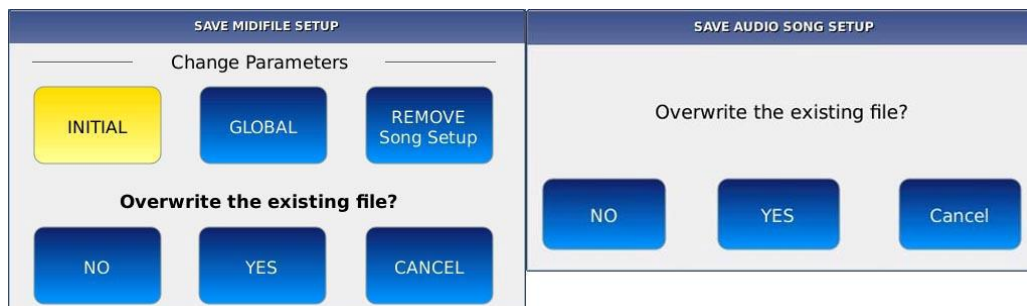 SAVE MIDIFILE SETUP
Change Parameters
INITIAL
GLOBAL
REMOVE
Song Setup
Overwrite the existing file?
NO
YES
CANCEL
SAVE AUDIO SONG SETUP
Overwrite the existing file?
NO
YES
Cancel